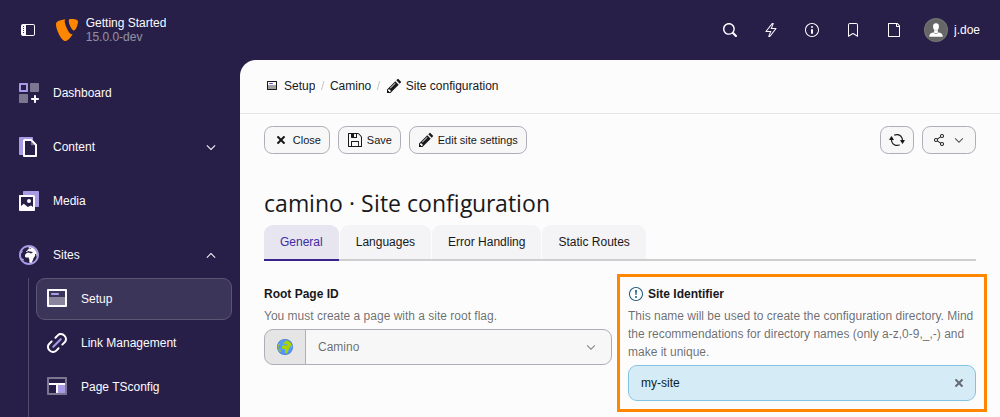 Getting Started
15.0.0-dev
j.doe
Dashboard
Content
Media
Sites
Setup
Link Management
Page TSconfig
Setup / Camino / Site configuration
Close
Save
Edit site settings
camino · Site configuration
General
Languages
Error Handling
Static Routes
Root Page ID
You must create a page with a site root flag.
Camino
Site Identifier
This name will be used to create the configuration directory. Mind
the recommendations for directory names (only a-z,0-9,_,-) and
make it unique.
my-site